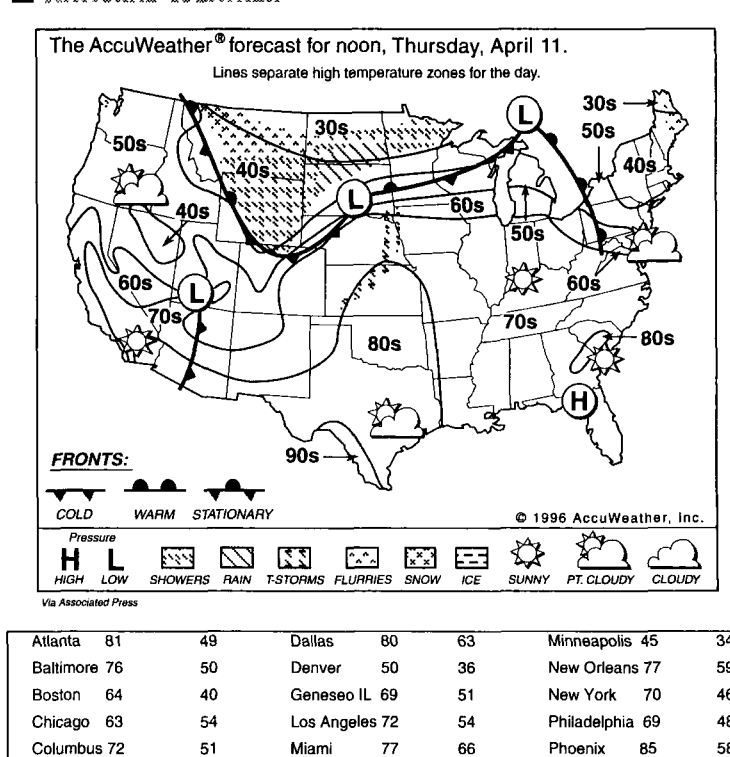 The AccuWeather® forecast for noon, Thursday, April 11.
Lines separate high temperature zones for the day.
50s
30s
L
30s
50s
40s
40s
L
60s
40s
50s
60s
L
60s
70s
70s
80s
80s
H
90s
FRONTS:
COLD WARM STATIONARY
© 1996 AccuWeather, Inc.
Pressure
H L
HIGH LOW SHOWERS RAIN T-STORMS FLURRIES SNOW ICE SUNNY PT. CLOUDY CLOUDY
Via Associated Press
Atlanta 81 49 Dallas 80 63 Minneapolis 45 34
Baltimore 76 50 Denver 50 36 New Orleans 77 59
Boston 64 40 Geneseo IL 69 51 New York 70 46
Chicago 63 54 Los Angeles 72 54 Philadelphia 69 48
Columbus 72 51 Miami 77 66 Phoenix 85 58